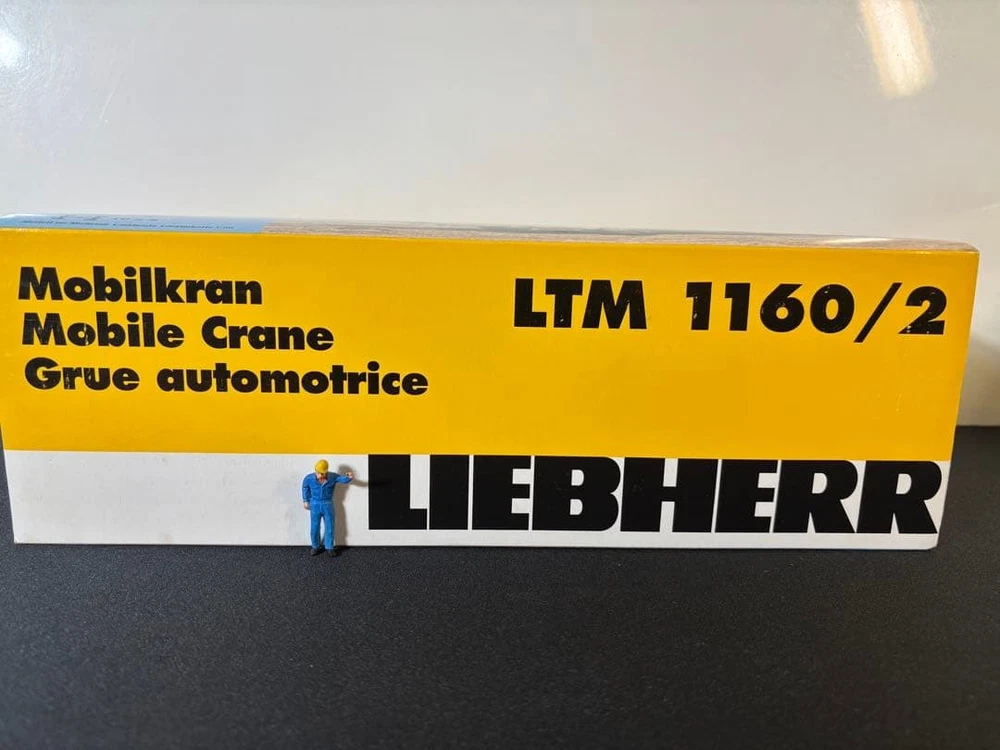 Mobilkran
Mobile Crane
Grue automotrice
LTM 1160/2
LIEBHERR